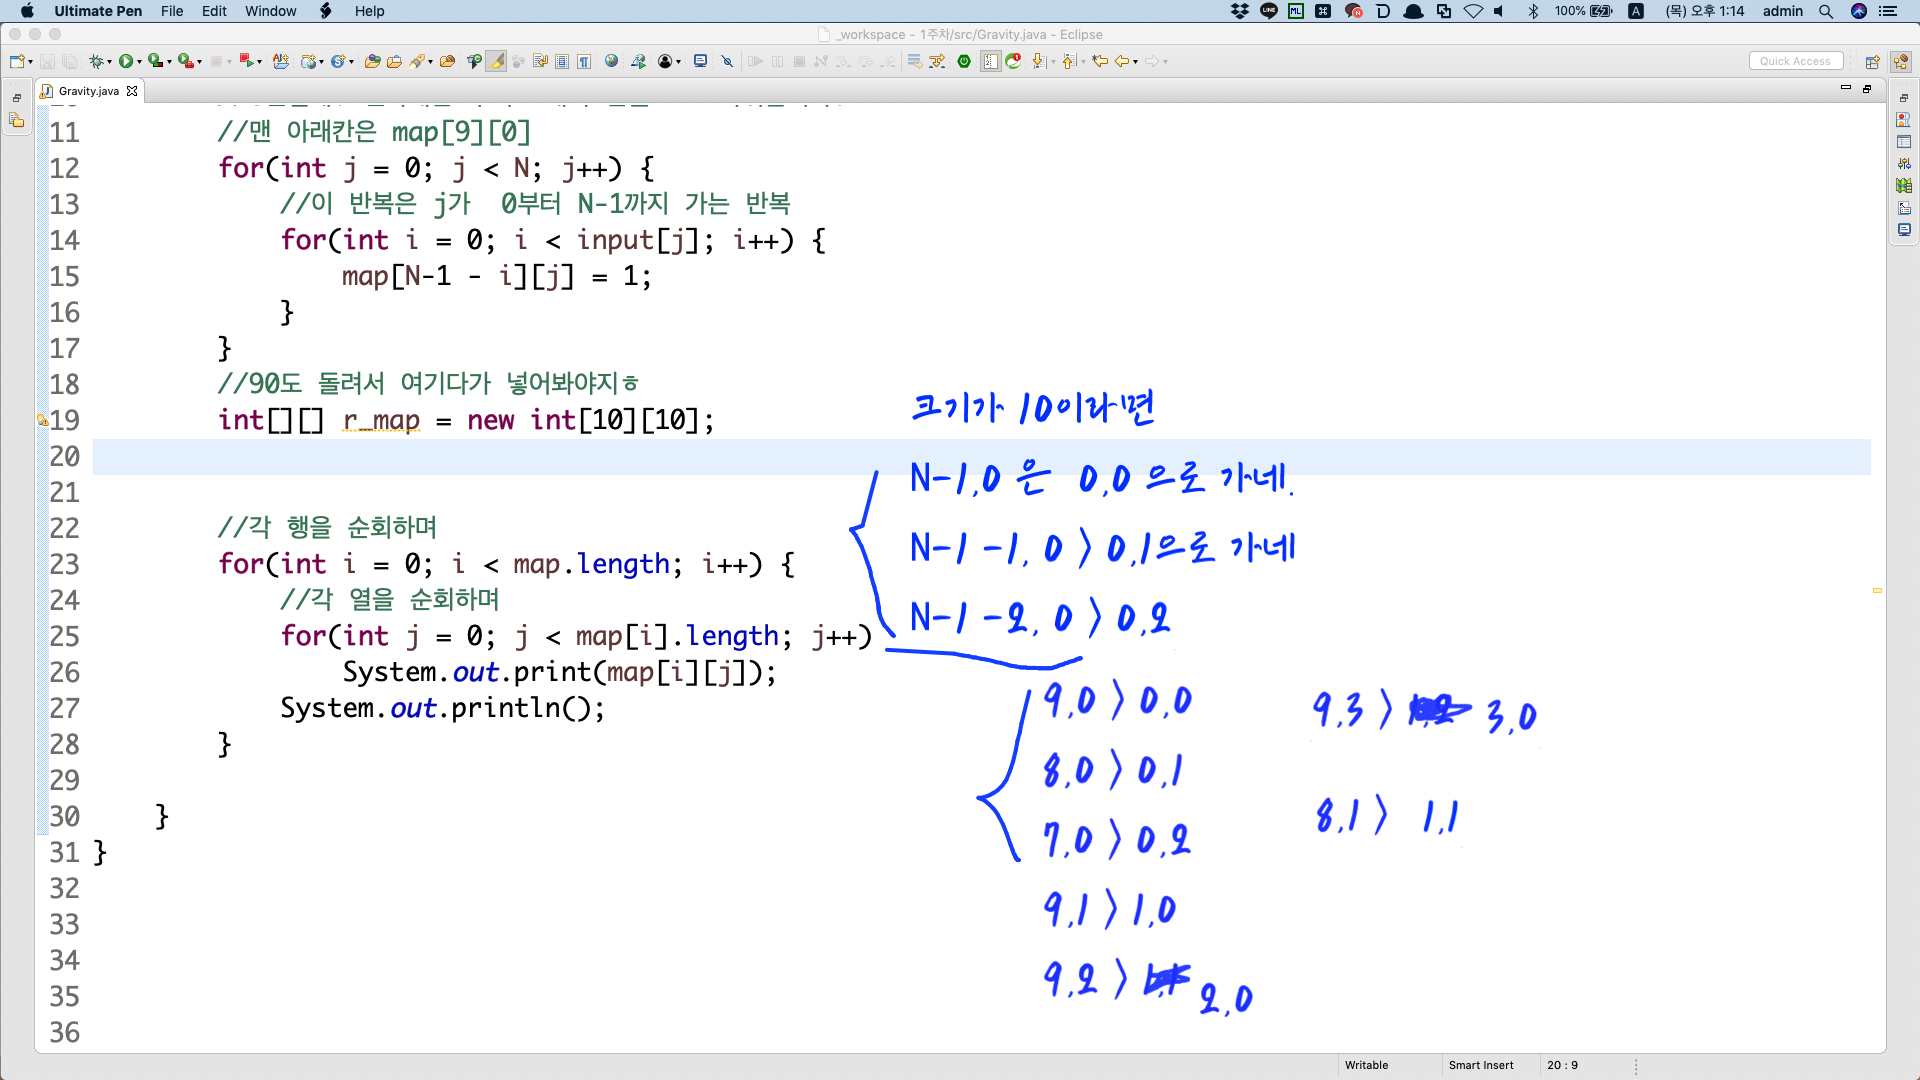 Ultimate Pen File Edit Window Help 100% A (목) 오후 1:14 admin
_workspace - 1주차/src/Gravity.java - Eclipse
Quick Access
Gravity.java
11 //맨 아래칸은 map[9][0]
12 for(int j = 0; j < N; j++) {
13 //이 반복은 j가 0부터 N-1까지 가는 반복
14 for(int i = 0; i < input[j]; i++) {
15 map[N-1 - i][j] = 1;
16 }
17 }
18 //90도 돌려서 여기다가 넣어봐야지ㅎ
19 int[][] r_map = new int[10][10];
20
21
22 //각 행을 순회하며
23 for(int i = 0; i < map.length; i++) {
24 //각 열을 순회하며
25 for(int j = 0; j < map[i].length; j++)
26 System.out.print(map[i][j]);
27 System.out.println();
28 }
29
30 }
31 }
32
33
34
35
36
크기가 10이라면
N-1,0 은 0,0 으로 가네.
N-1-1, 0 > 0,1으로 가네
N-1-2, 0 > 0,2
9,0 > 0,0
8,0 > 0,1
7,0 > 0,2
9,1 > 1,0
9,2 > 2,0
9,3 > 3,0
8,1 > 1,1
Writable Smart Insert 20 : 9